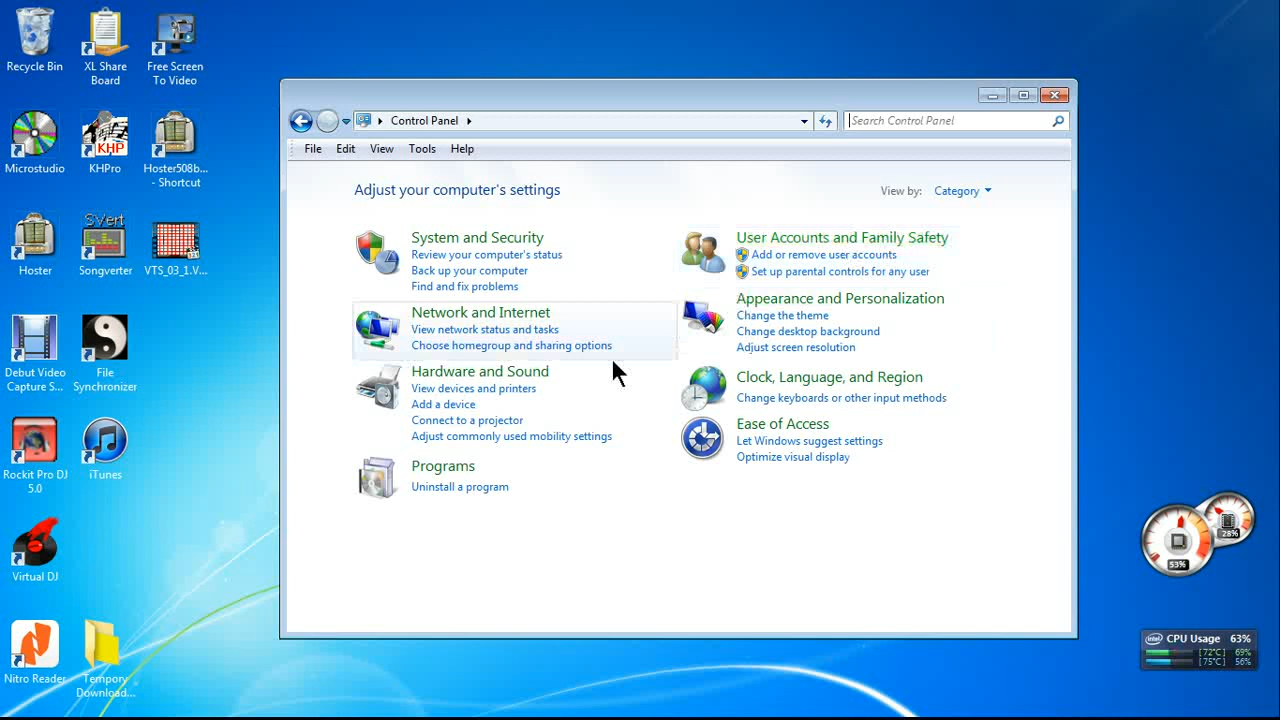 Recycle Bin
XL Share
Board
Free Screen
To Video
Microstudio
KHP
KHPro
Hoster508b...
- Shortcut
Hoster
SVert
Songverter
VTS_03_1.V...
Debut Video
Capture S...
File
Synchronizer
Rockit Pro DJ
5.0
iTunes
Virtual DJ
Nitro Reader
Tempory
Download...
Control Panel
Search Control Panel
File Edit View Tools Help
Adjust your computer's settings
View by: Category
System and Security
Review your computer's status
Back up your computer
Find and fix problems
Network and Internet
View network status and tasks
Choose homegroup and sharing options
Hardware and Sound
View devices and printers
Add a device
Connect to a projector
Adjust commonly used mobility settings
Programs
Uninstall a program
User Accounts and Family Safety
Add or remove user accounts
Set up parental controls for any user
Appearance and Personalization
Change the theme
Change desktop background
Adjust screen resolution
Clock, Language, and Region
Change keyboards or other input methods
Ease of Access
Let Windows suggest settings
Optimize visual display
28%
53%
intel CPU Usage 63%
[72°C] 69%
[75°C] 56%